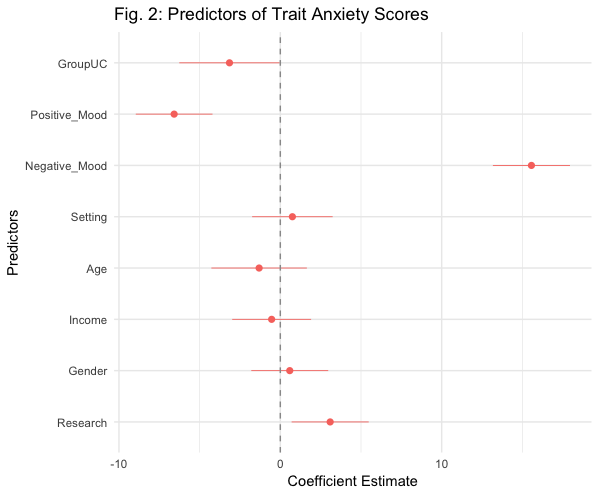 Fig. 2: Predictors of Trait Anxiety Scores
Predictors
GroupUC
Positive_Mood
Negative_Mood
Setting
Age
Income
Gender
Research
-10 0 10
Coefficient Estimate